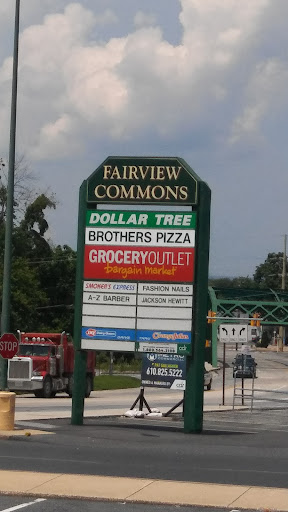 FAIRVIEW
COMMONS
DOLLAR TREE
BROTHERS PIZZA
GROCERY OUTLET
bargain market
SMOKER'S EXPRESS
FASHION NAILS
A-Z BARBER
JACKSON HEWITT
STOP
610.825.5222